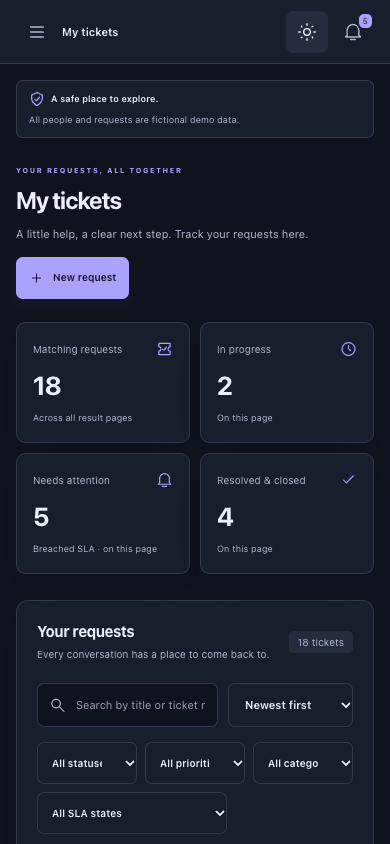 My tickets
5
A safe place to explore.
All people and requests are fictional demo data.
YOUR REQUESTS, ALL TOGETHER
My tickets
A little help, a clear next step. Track your requests here.
New request
Matching requests
18
Across all result pages
In progress
2
On this page
Needs attention
5
Breached SLA · on this page
Resolved & closed
4
On this page
Your requests
Every conversation has a place to come back to.
18 tickets
Search by title or ticket r
Newest first
All statuse
All prioriti
All catego
All SLA states